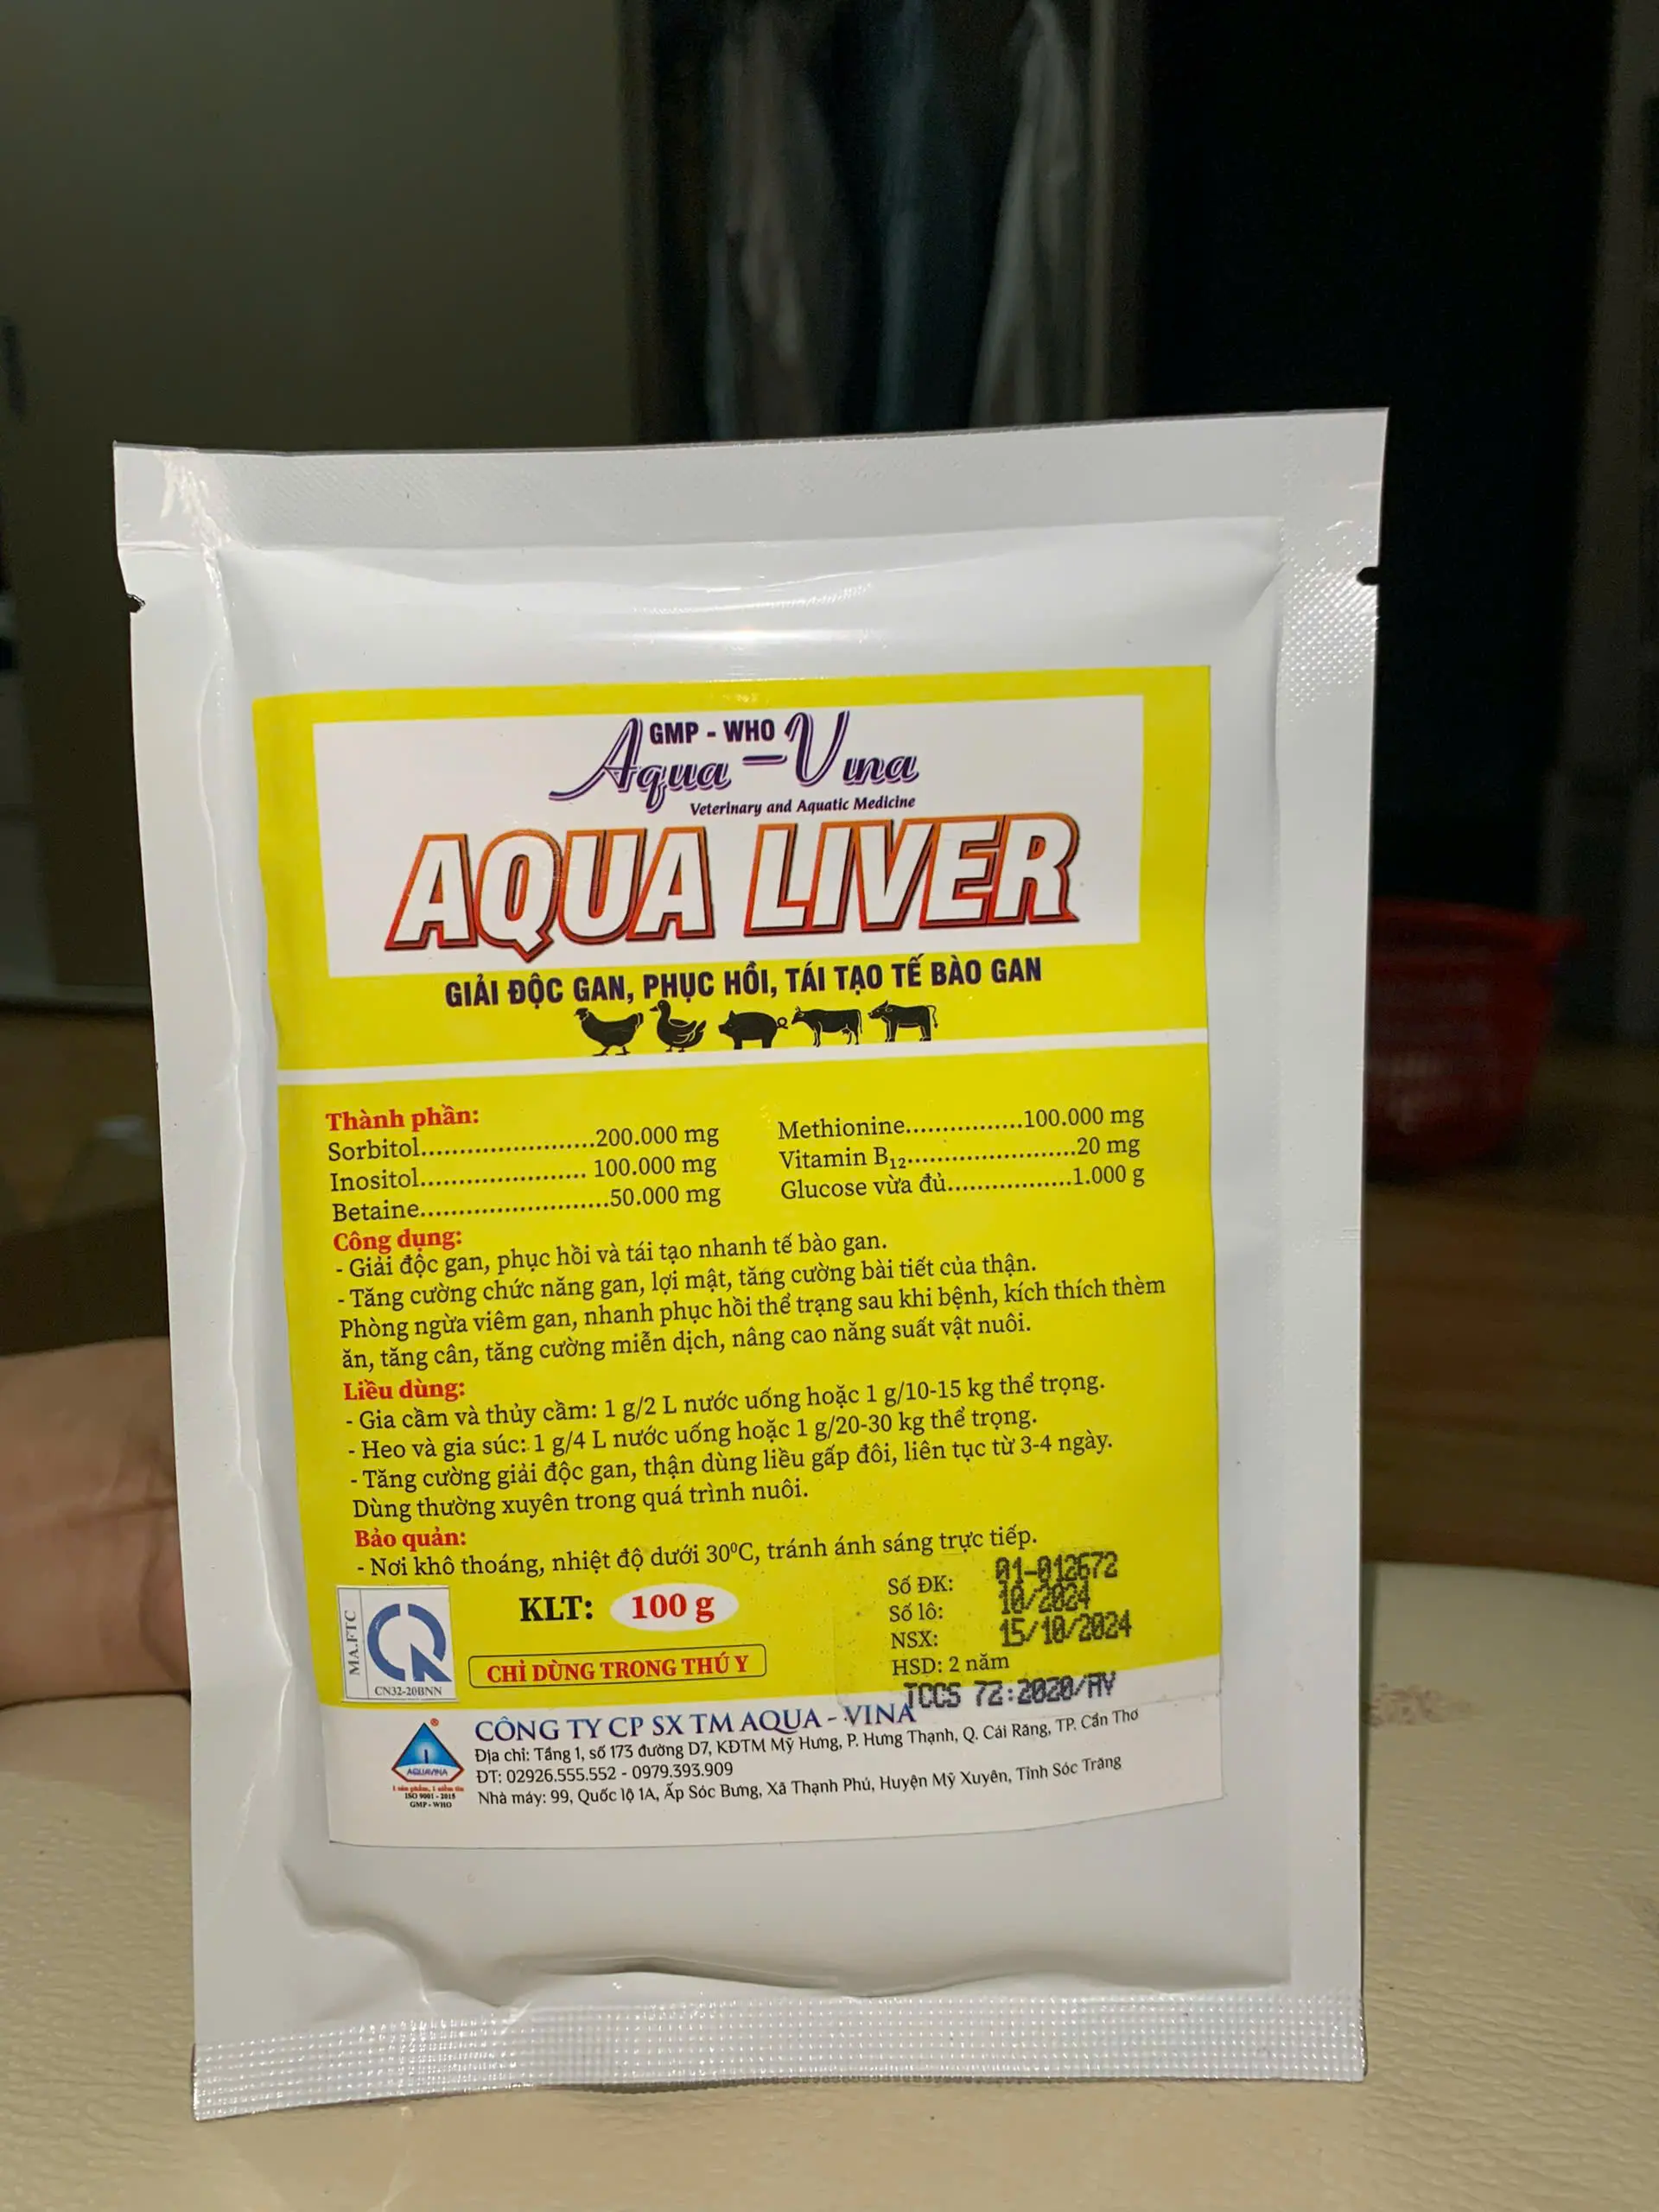 GMP - WHO
Aqua - Vina
Veterinary and Aquatic Medicine
AQUA LIVER
GIẢI ĐỘC GAN, PHỤC HỒI, TÁI TẠO TẾ BÀO GAN
Thành phần:
Sorbitol.........................200.000 mg
Inositol........................ 100.000 mg
Betaine...........................50.000 mg
Methionine.................100.000 mg
Vitamin B12........................20 mg
Glucose vừa đủ..................1.000 g
Công dụng:
- Giải độc gan, phục hồi và tái tạo nhanh tế bào gan.
- Tăng cường chức năng gan, lợi mật, tăng cường bài tiết của thận.
Phòng ngừa viêm gan, nhanh phục hồi thể trạng sau khi bệnh, kích thích thèm
ăn, tăng cân, tăng cường miễn dịch, nâng cao năng suất vật nuôi.
Liều dùng:
- Gia cầm và thủy cầm: 1 g/2 L nước uống hoặc 1 g/10-15 kg thể trọng.
- Heo và gia súc: 1 g/4 L nước uống hoặc 1 g/20-30 kg thể trọng.
- Tăng cường giải độc gan, thận dùng liều gấp đôi, liên tục từ 3-4 ngày.
Dùng thường xuyên trong quá trình nuôi.
Bảo quản:
- Nơi khô thoáng, nhiệt độ dưới 30⁰C, tránh ánh sáng trực tiếp.
MA.FTC
CN32-20BNN
KLT: 100 g
CHỈ DÙNG TRONG THÚ Y
Số ĐK: 01-012672
Số lô: 10/2024
NSX: 15/10/2024
HSD: 2 năm
TCCS 72:2020/AV
AQUAVINA
1 sản phẩm, 1 niềm tin
ISO 9001 - 2015
GMP - WHO
CÔNG TY CP SX TM AQUA - VINA
Địa chỉ: Tầng 1, số 173 đường D7, KĐTM Mỹ Hưng, P. Hưng Thạnh, Q. Cái Răng, TP. Cần Thơ
ĐT: 02926.555.552 - 0979.393.909
Nhà máy: 99, Quốc lộ 1A, Ấp Sóc Bưng, Xã Thạnh Phú, Huyện Mỹ Xuyên, Tỉnh Sóc Trăng